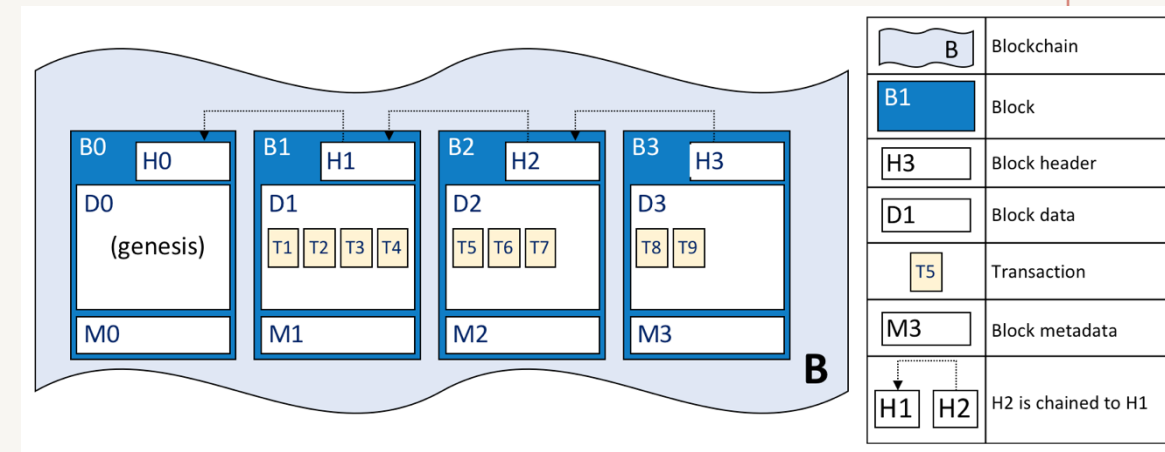 B0 H0
D0
(genesis)
M0
B1 H1
D1
T1 T2 T3 T4
M1
B2 H2
D2
T5 T6 T7
M2
B3 H3
D3
T8 T9
M3
B
B Blockchain
B1 Block
H3 Block header
D1 Block data
T5 Transaction
M3 Block metadata
H1 H2 H2 is chained to H1